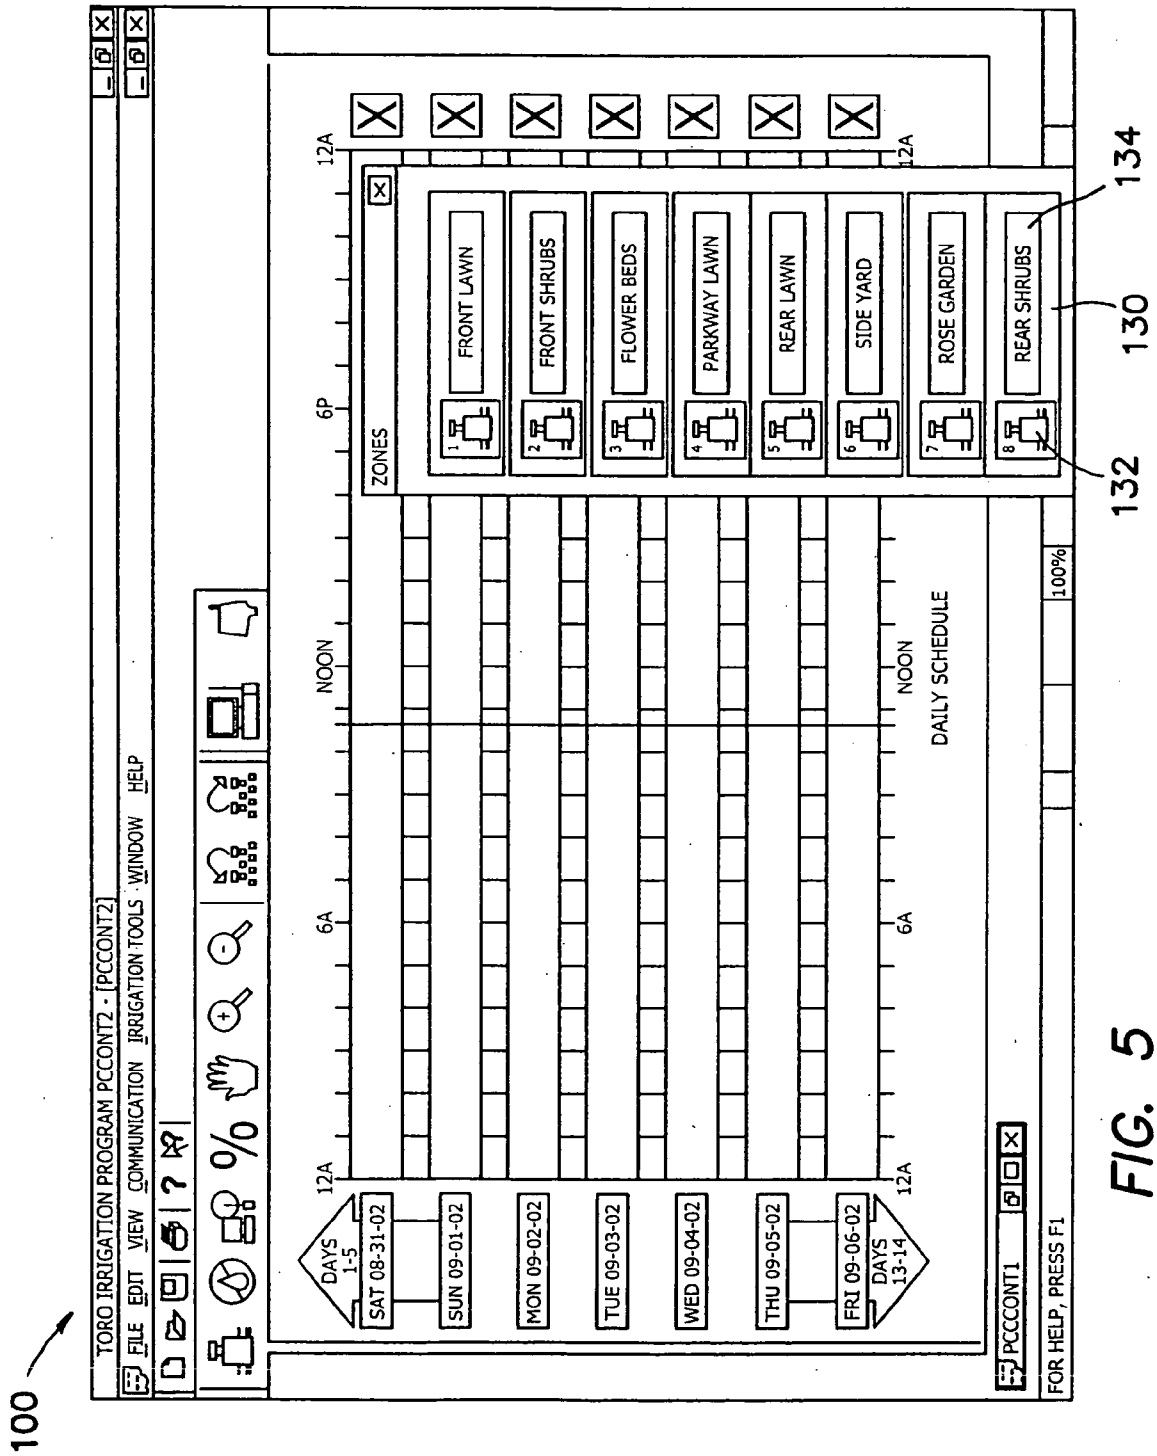 100
TORO IRRIGATION PROGRAM PCCONT2 - [PCCONT2]
FILE EDIT VIEW COMMUNICATION IRRIGATION TOOLS WINDOW HELP
?
%
+
-
12A 6A NOON 6P 12A
DAYS
1-5
SAT 08-31-02
SUN 09-01-02
MON 09-02-02
TUE 09-03-02
WED 09-04-02
THU 09-05-02
FRI 09-06-02
DAYS
13-14
ZONES
1 FRONT LAWN
2 FRONT SHRUBS
3 FLOWER BEDS
4 PARKWAY LAWN
5 REAR LAWN
6 SIDE YARD
7 ROSE GARDEN
8 REAR SHRUBS
12A 6A NOON 12A
DAILY SCHEDULE
PCCCONT1
FOR HELP, PRESS F1
100%
132
130
134
FIG. 5